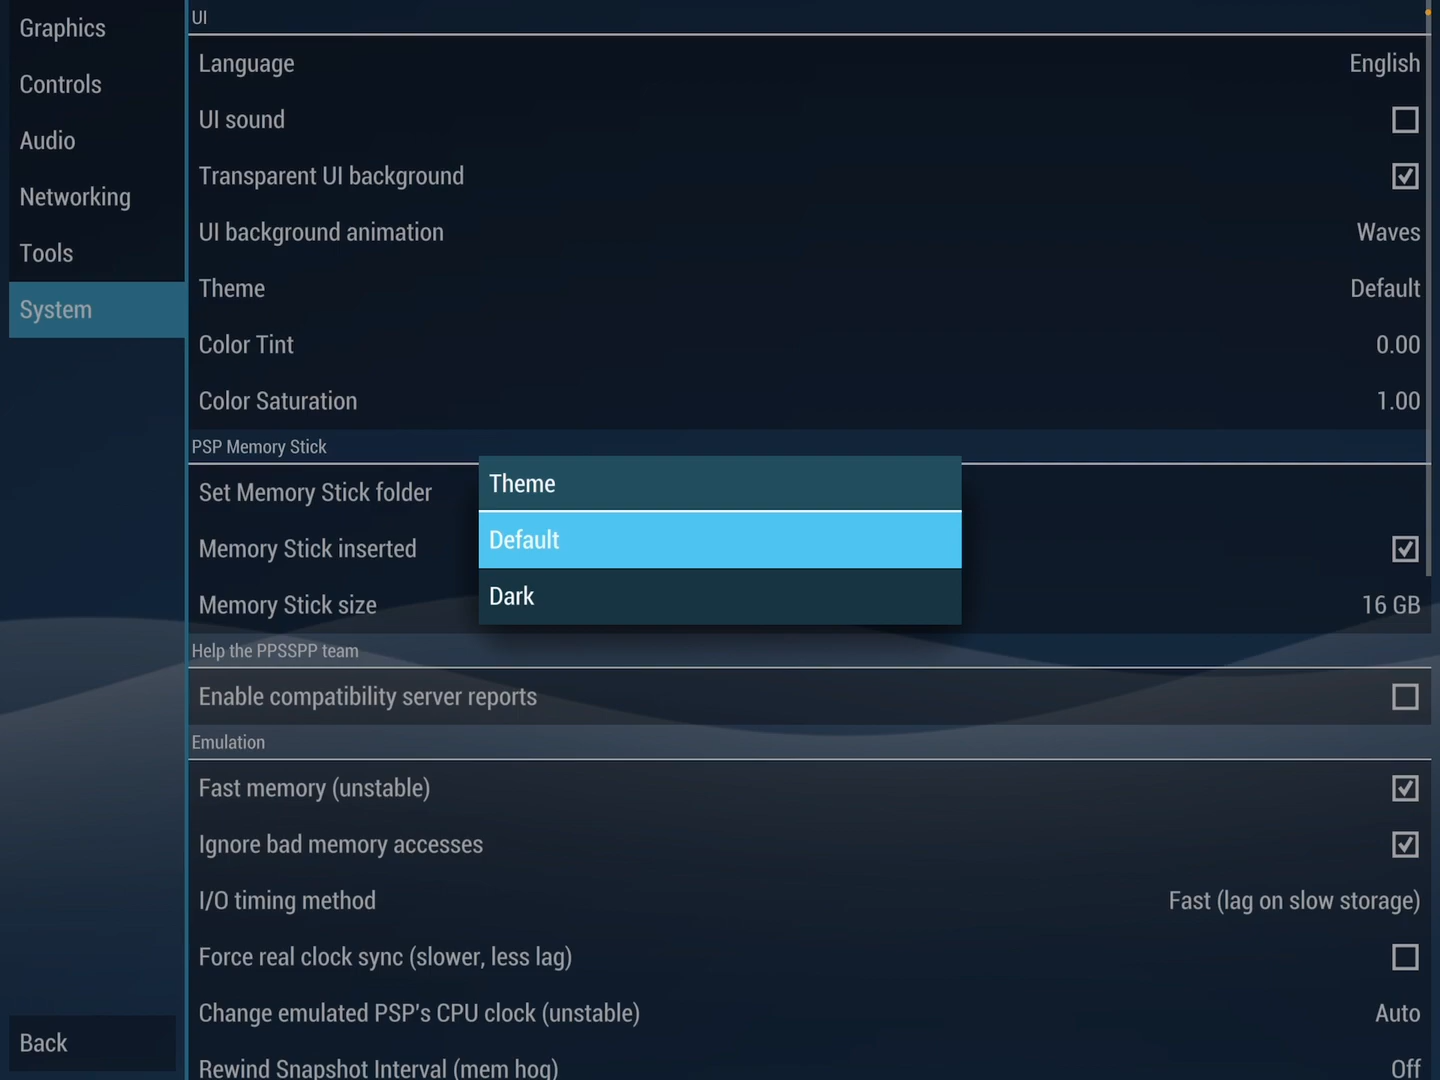 Graphics
Controls
Audio
Networking
Tools
System
Back
UI
Language English
UI sound
Transparent UI background
UI background animation Waves
Theme Default
Color Tint 0.00
Color Saturation 1.00
PSP Memory Stick
Set Memory Stick folder
Memory Stick inserted
Memory Stick size 16 GB
Theme
Default
Dark
Help the PPSSPP team
Enable compatibility server reports
Emulation
Fast memory (unstable)
Ignore bad memory accesses
I/O timing method Fast (lag on slow storage)
Force real clock sync (slower, less lag)
Change emulated PSP's CPU clock (unstable) Auto
Rewind Snapshot Interval (mem hog) Off